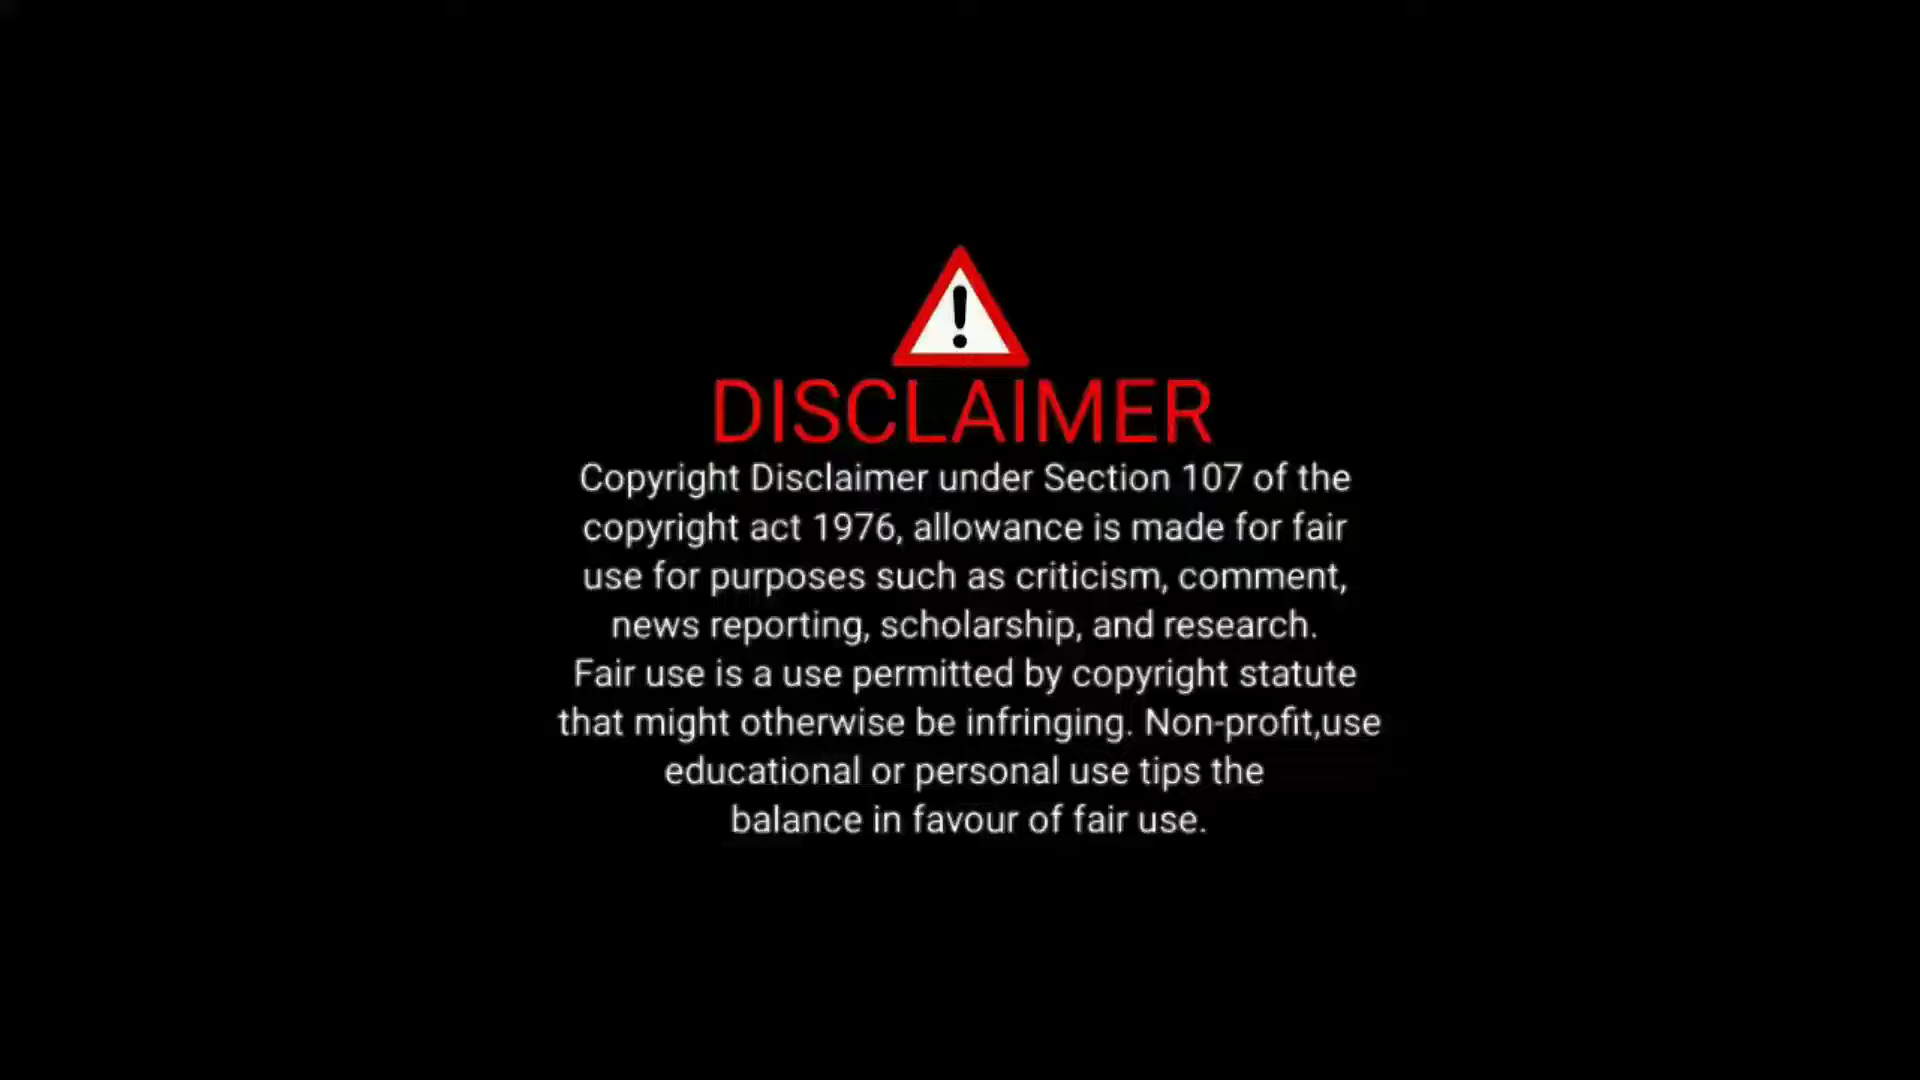 DISCLAIMER
Copyright Disclaimer under Section 107 of the
copyright act 1976, allowance is made for fair
use for purposes such as criticism, comment,
news reporting, scholarship, and research.
Fair use is a use permitted by copyright statute
that might otherwise be infringing. Non-profit,use
educational or personal use tips the
balance in favour of fair use.